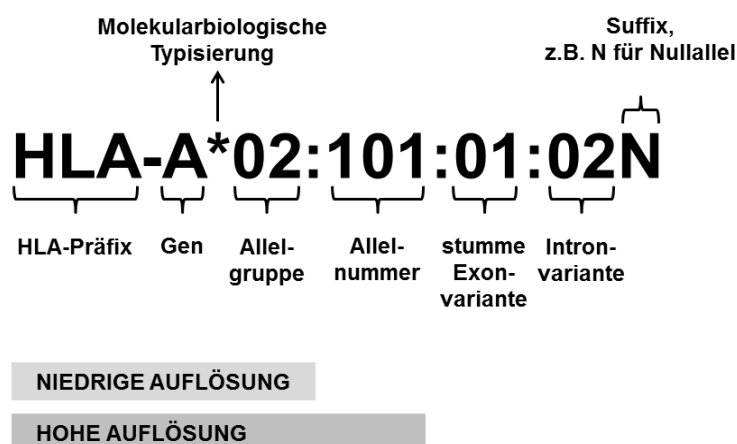 Molekularbiologische
Typisierung
Suffix,
z.B. N für Nullallel
HLA-A*02:101:01:02N
HLA-Präfix
Gen
Allel-
gruppe
Allel-
nummer
stumme
Exon-
variante
Intron-
variante
NIEDRIGE AUFLÖSUNG
HOHE AUFLÖSUNG